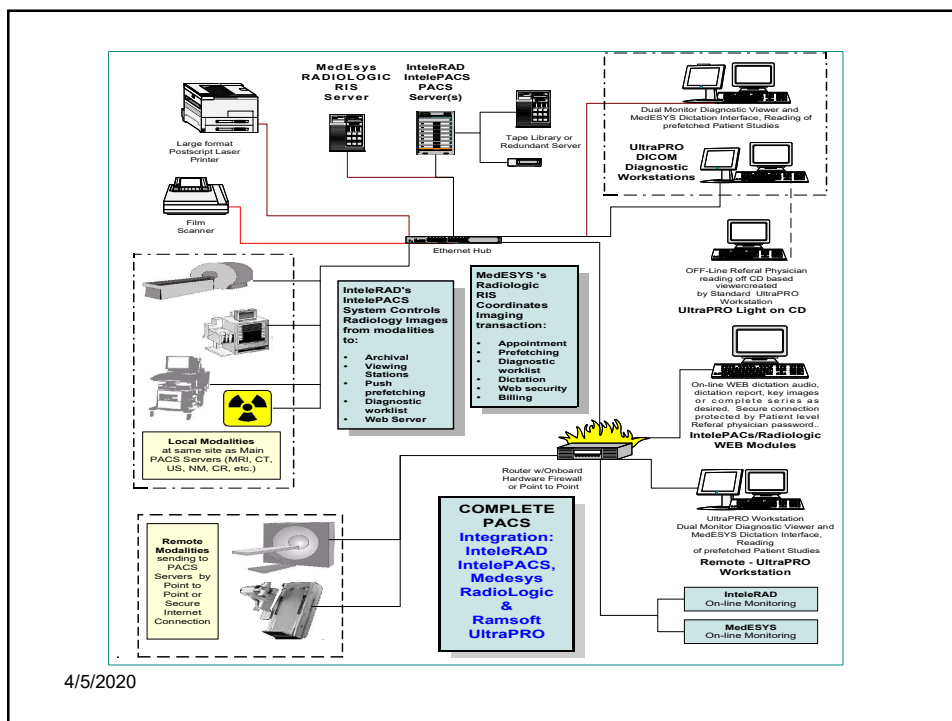 MedEsys
RADIOLOGIC
RIS
Server
InteleRAD
IntelePACS
PACS
Server(s)
Large format
Postscript Laser
Printer
Tape Library or
Redundant Server
Dual Monitor Diagnostic Viewer and
MedESYS Dictation Interface, Reading of
prefetched Patient Studies
UltraPRO
DICOM
Diagnostic
Workstations
Film
Scanner
Ethernet Hub
OFF-Line Referal Physician
reading off CD based
viewercreated
by Standard UltraPRO
Workstation
UltraPRO Light on CD
InteleRAD's
IntelePACS
System Controls
Radiology Images
from modalities
to:
• Archival
• Viewing
Stations
• Push
prefetching
• Diagnostic
worklist
• Web Server
MedESYS 's
Radiologic
RIS
Coordinates
Imaging
transaction:
• Appointment
• Prefetching
• Diagnostic
worklist
• Dictation
• Web security
• Billing
On-line WEB dictation audio,
dictation report, key images
or complete series as
desired. Secure connection
protected by Patient level
Referal physician password..
IntelePACs/Radiologic
WEB Modules
Local Modalities
at same site as Main
PACS Servers (MRI, CT,
US, NM, CR, etc.)
Router w/Onboard
Hardware Firewall
or Point to Point
UltraPRO Workstation
Dual Monitor Diagnostic Viewer and
MedESYS Dictation Interface,
Reading
of prefetched Patient Studies
Remote - UltraPRO
Workstation
Remote
Modalities
sending to
PACS
Servers by
Point to
Point or
Secure
Internet
Connection
COMPLETE
PACS
Integration:
InteleRAD
IntelePACS,
Medesys
RadioLogic
&
Ramsoft
UltraPRO
InteleRAD
On-line Monitoring
MedESYS
On-line Monitoring
.
4/5/2020